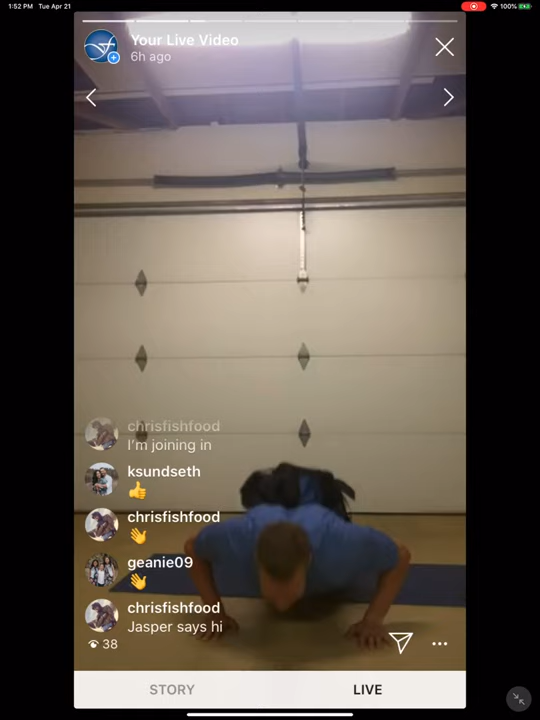 1:52 PM Tue Apr 21
100%
Your Live Video
6h ago
chrisfishfood
I'm joining in
ksundseth
👍
chrisfishfood
👋
geanie09
👋
chrisfishfood
Jasper says hi
38
STORY
LIVE